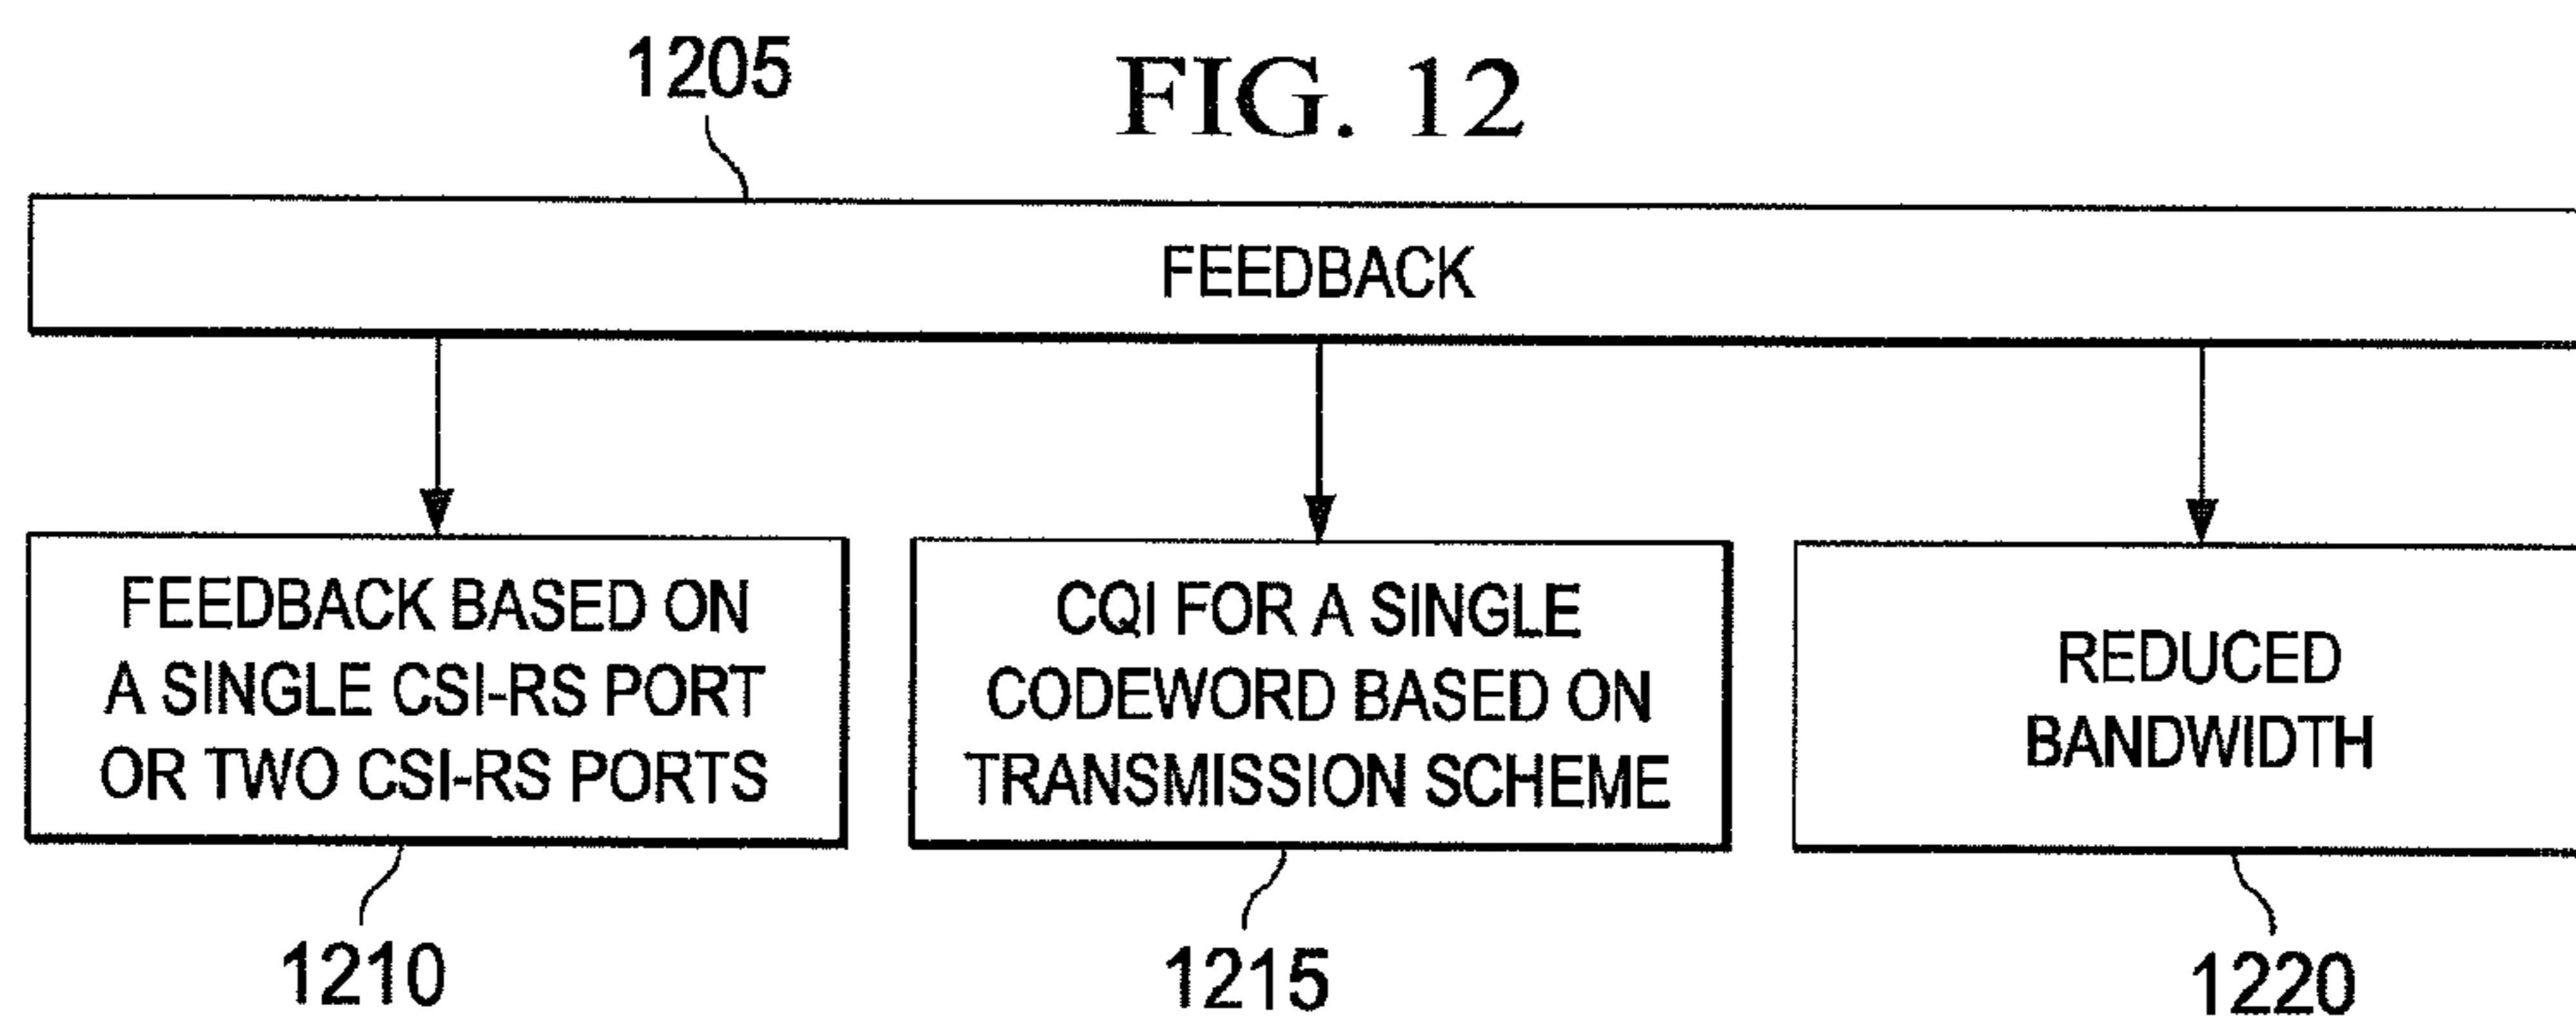 1205
FIG. 12
FEEDBACK
FEEDBACK BASED ON
A SINGLE CSI-RS PORT
OR TWO CSI-RS PORTS
CQI FOR A SINGLE
CODEWORD BASED ON
TRANSMISSION SCHEME
REDUCED
BANDWIDTH
1210
1215
1220